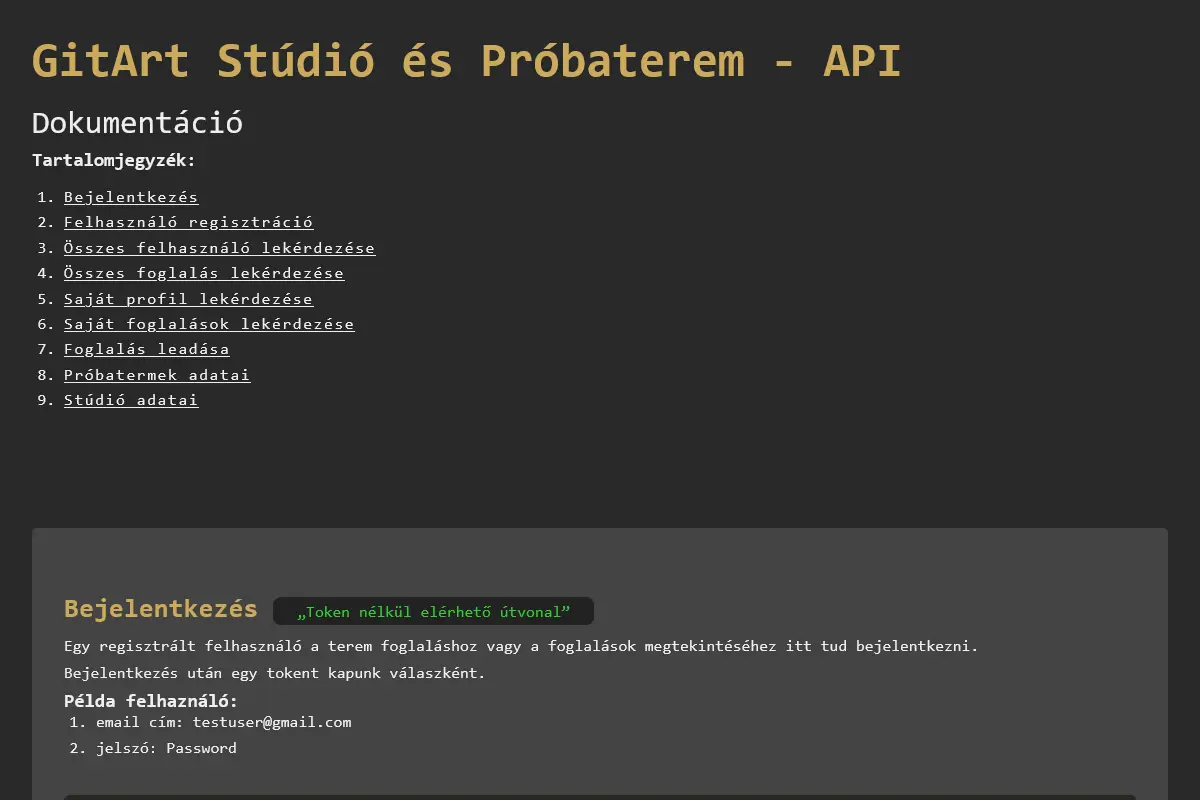 GitArt Stúdió és Próbaterem - API
Dokumentáció
Tartalomjegyzék:
1. Bejelentkezés
2. Felhasználó regisztráció
3. Összes felhasználó lekérdezése
4. Összes foglalás lekérdezése
5. Saját profil lekérdezése
6. Saját foglalások lekérdezése
7. Foglalás leadása
8. Próbatermek adatai
9. Stúdió adatai
Bejelentkezés „Token nélkül elérhető útvonal”
Egy regisztrált felhasználó a terem foglaláshoz vagy a foglalások megtekintéséhez itt tud bejelentkezni.
Bejelentkezés után egy tokent kapunk válaszként.
Példa felhaználó:
1. email cím: testuser@gmail.com
2. jelszó: Password